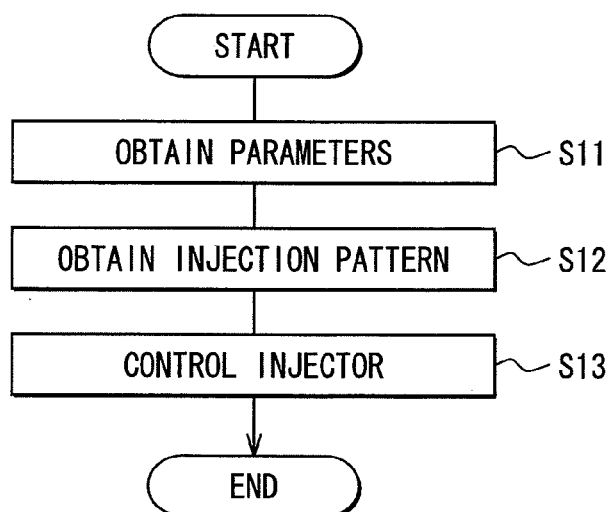 START
OBTAIN PARAMETERS S11
OBTAIN INJECTION PATTERN S12
CONTROL INJECTOR S13
END